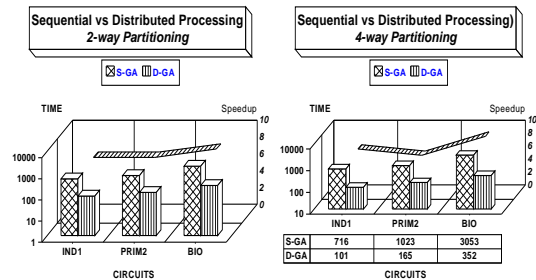 Sequential vs Distributed Processing
2-way Partitioning
S-GA D-GA
TIME
Speedup
10
8
6
4
2
0
10000
1000
100
10
1
IND1 PRIM2 BIO
CIRCUITS
Sequential vs Distributed Processing)
4-way Partitioning
S-GA D-GA
TIME
Speedup
10
8
6
4
2
0
10000
1000
100
10
IND1 PRIM2 BIO
S-GA 716 1023 3053
D-GA 101 165 352
CIRCUITS